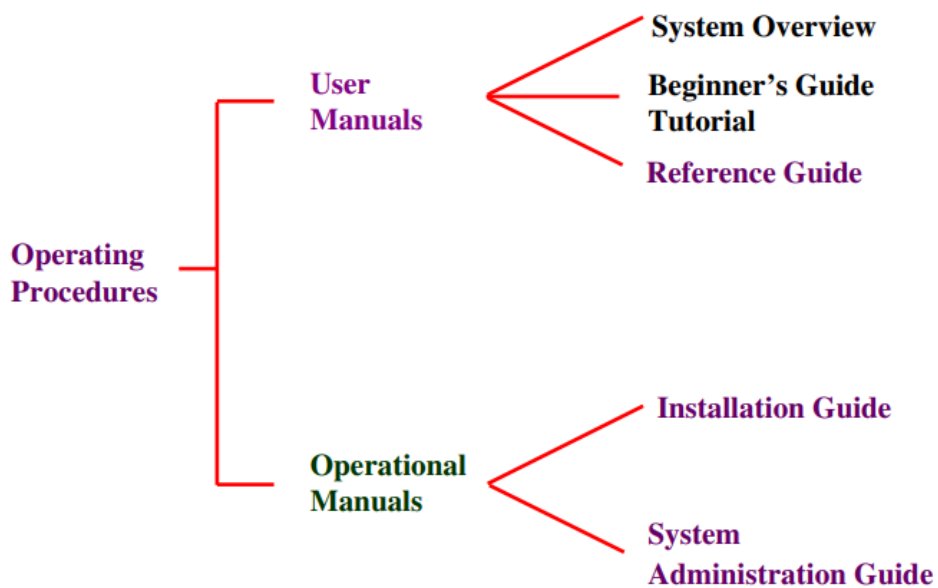 System Overview
User
Manuals
Beginner’s Guide
Tutorial
Reference Guide
Operating
Procedures
Installation Guide
Operational
Manuals
System
Administration Guide